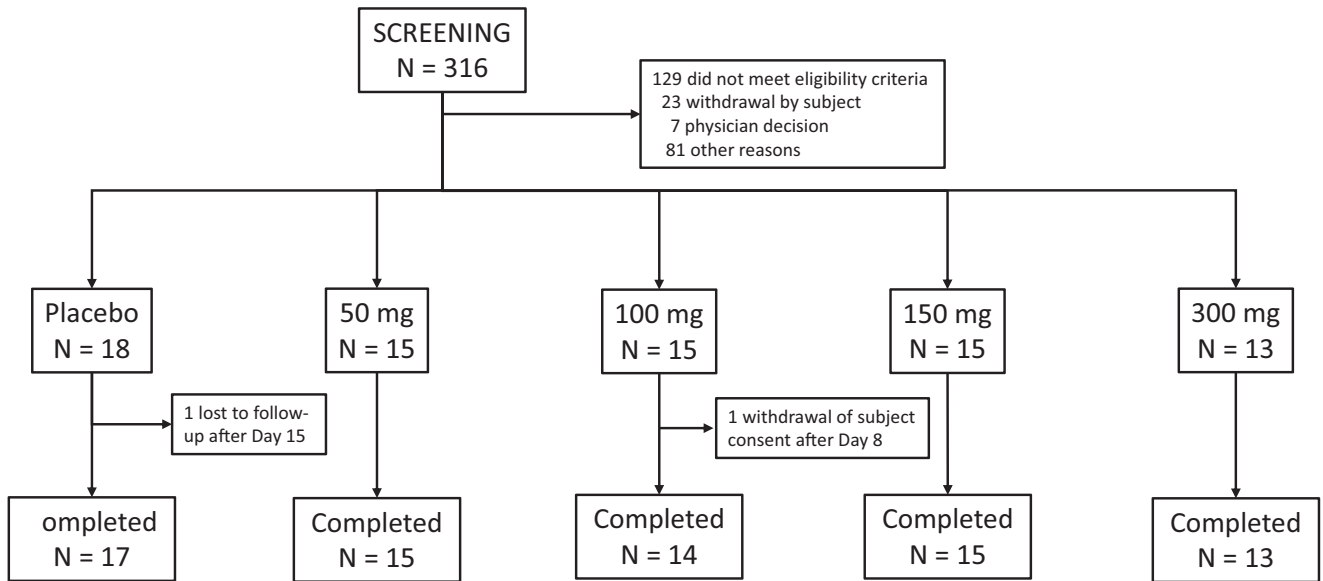 SCREENING
N = 316
129 did not meet eligibility criteria
23 withdrawal by subject
7 physician decision
81 other reasons
Placebo
N = 18
50 mg
N = 15
100 mg
N = 15
150 mg
N = 15
300 mg
N = 13
1 lost to follow-
up after Day 15
1 withdrawal of subject
consent after Day 8
ompleted
N = 17
Completed
N = 15
Completed
N = 14
Completed
N = 15
Completed
N = 13